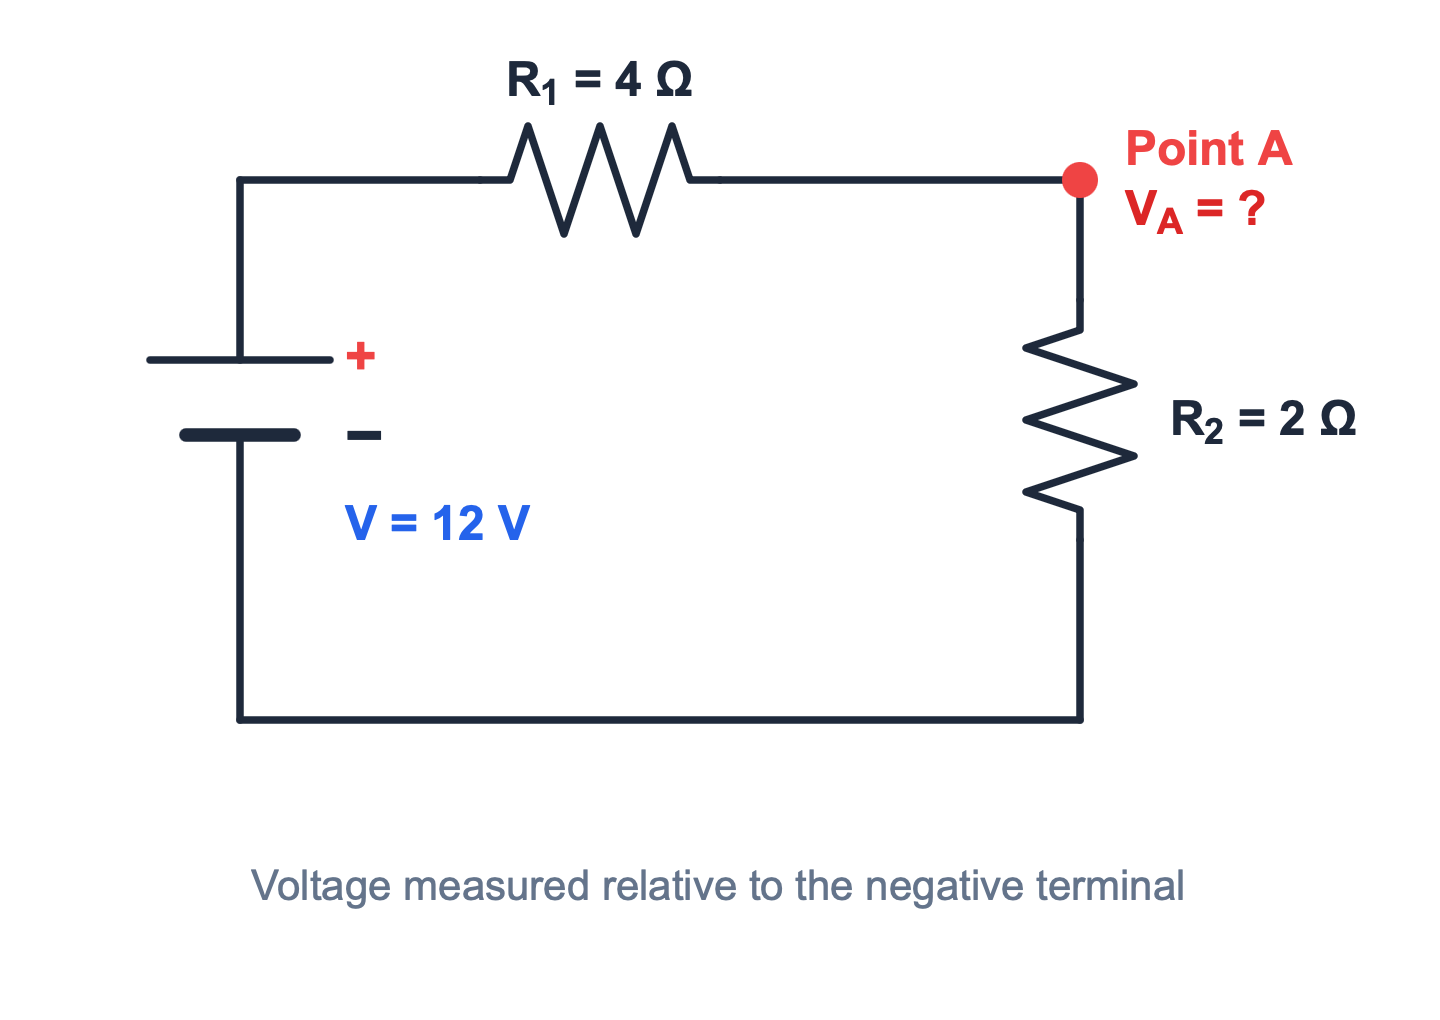 R₁ = 4 Ω
Point A
V_A = ?
+
−
R₂ = 2 Ω
V = 12 V
Voltage measured relative to the negative terminal